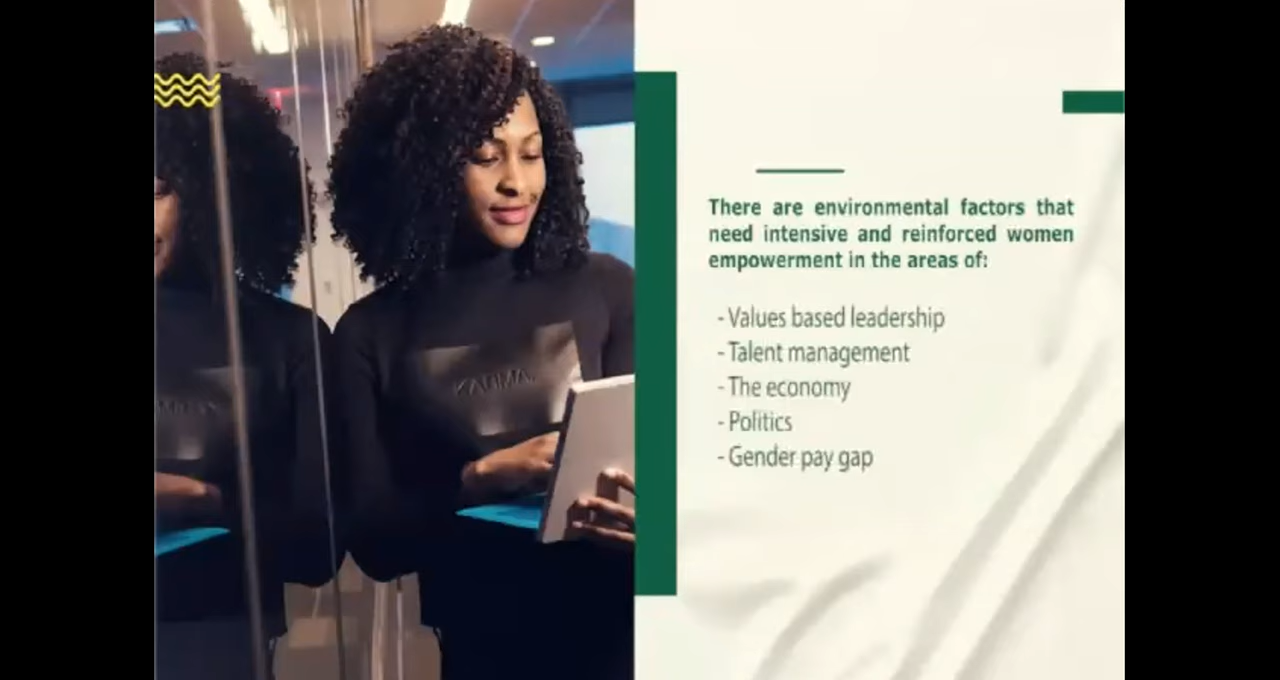 There are environmental factors that
need intensive and reinforced women
empowerment in the areas of:
- Values based leadership
- Talent management
- The economy
- Politics
- Gender pay gap